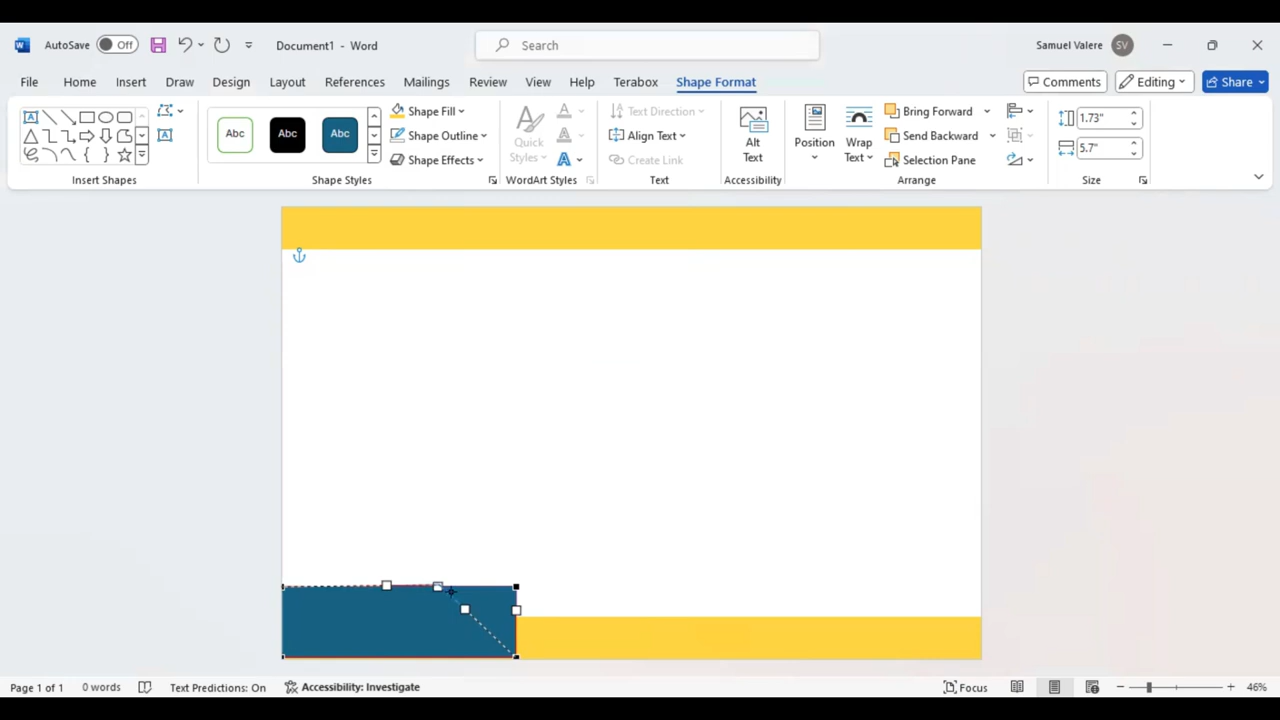 AutoSave Off Document1 - Word Search Samuel Valere SV
File Home Insert Draw Design Layout References Mailings Review View Help Terabox Shape Format Comments Editing Share
Abc Abc Abc
Shape Fill
Shape Outline
Shape Effects
Quick
Styles
Text Direction
Align Text
Create Link
Alt
Text
Position
Wrap
Text
Bring Forward
Send Backward
Selection Pane
1.73"
5.7"
Insert Shapes Shape Styles WordArt Styles Text Accessibility Arrange Size
Page 1 of 1 0 words Text Predictions: On Accessibility: Investigate Focus 46%